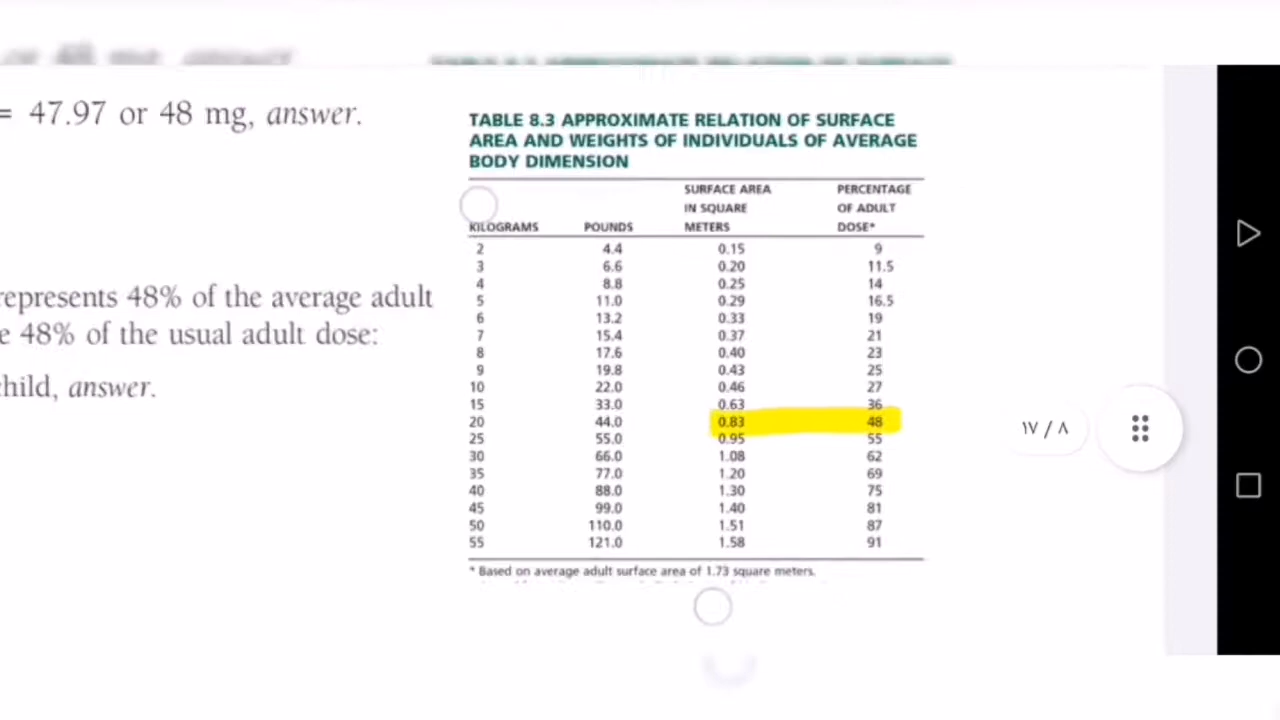 = 47.97 or 48 mg, answer.
represents 48% of the average adult
e 48% of the usual adult dose:
child, answer.
TABLE 8.3 APPROXIMATE RELATION OF SURFACE
AREA AND WEIGHTS OF INDIVIDUALS OF AVERAGE
BODY DIMENSION
SURFACE AREA PERCENTAGE
IN SQUARE OF ADULT
KILOGRAMS POUNDS METERS DOSE*
2 4.4 0.15 9
3 6.6 0.20 11.5
4 8.8 0.25 14
5 11.0 0.29 16.5
6 13.2 0.33 19
7 15.4 0.37 21
8 17.6 0.40 23
9 19.8 0.43 25
10 22.0 0.46 27
15 33.0 0.63 36
20 44.0 0.83 48
25 55.0 0.95 55
30 66.0 1.08 62
35 77.0 1.20 69
40 88.0 1.30 75
45 99.0 1.40 81
50 110.0 1.51 87
55 121.0 1.58 91
* Based on average adult surface area of 1.73 square meters.
١٧ / ٨